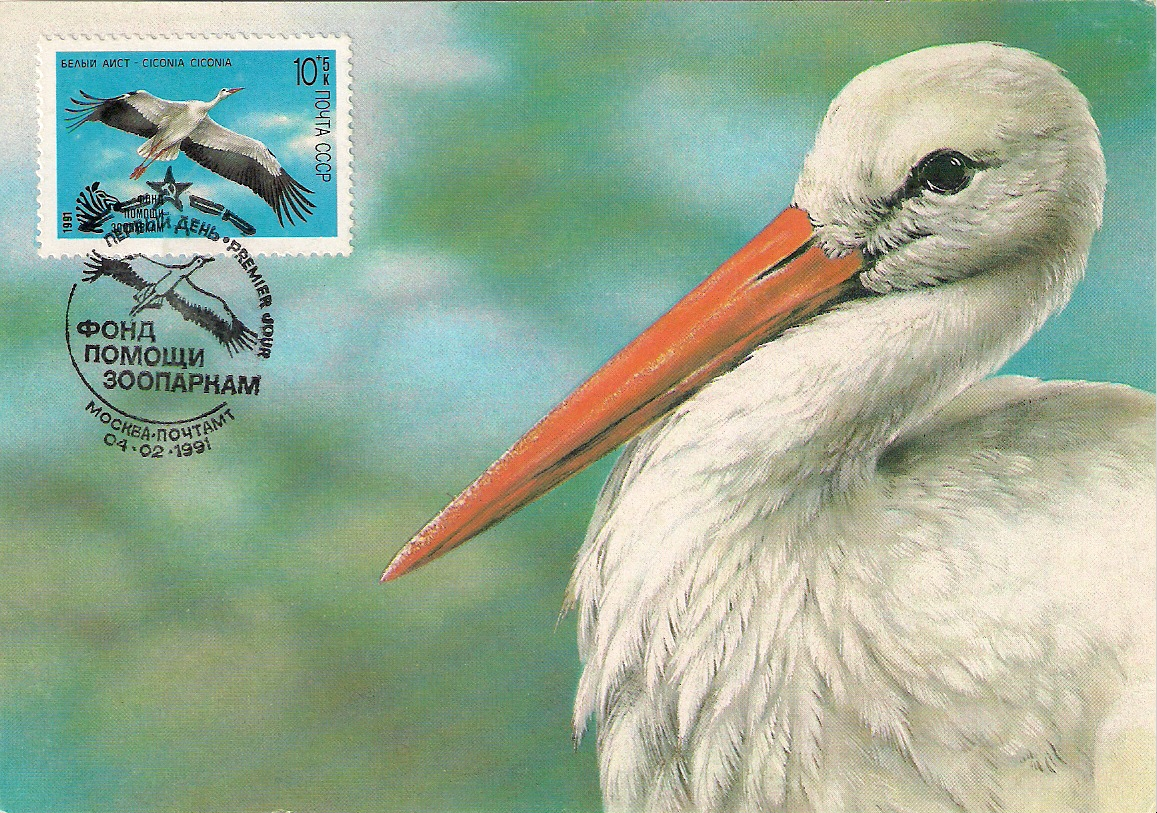 БЕЛЫЙ АИСТ - CICONIA CICONIA
10+5
К
ПОЧТА СССР
1991
ФОНД
ПОМОЩИ
ЗООПАРКАМ
ПЕРВЫЙ ДЕНЬ • PREMIER JOUR
ФОНД
ПОМОЩИ
ЗООПАРКАМ
МОСКВА·ПОЧТАМТ
04·02·1991